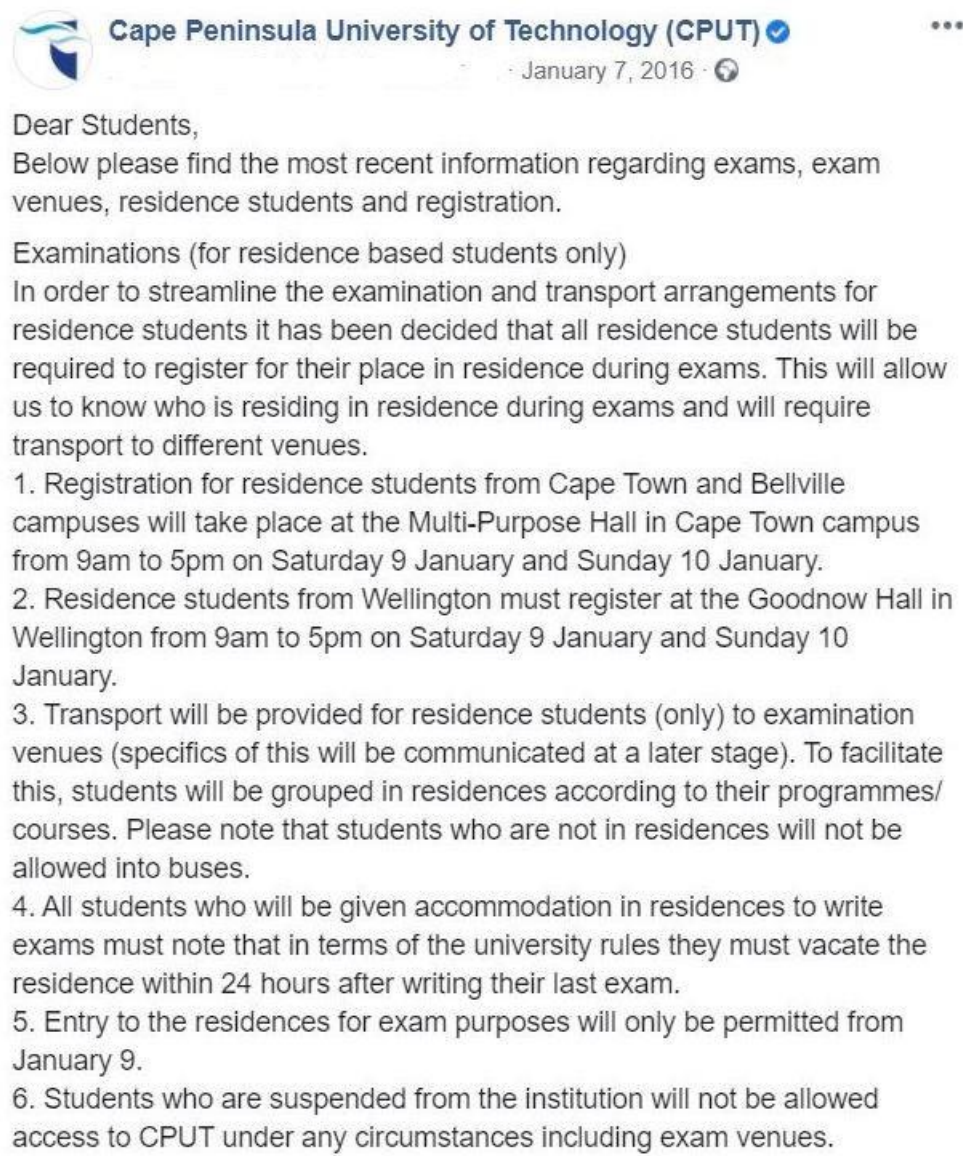 Cape Peninsula University of Technology (CPUT)
· January 7, 2016 ·
Dear Students,
Below please find the most recent information regarding exams, exam
venues, residence students and registration.
Examinations (for residence based students only)
In order to streamline the examination and transport arrangements for
residence students it has been decided that all residence students will be
required to register for their place in residence during exams. This will allow
us to know who is residing in residence during exams and will require
transport to different venues.
1. Registration for residence students from Cape Town and Bellville
campuses will take place at the Multi-Purpose Hall in Cape Town campus
from 9am to 5pm on Saturday 9 January and Sunday 10 January.
2. Residence students from Wellington must register at the Goodnow Hall in
Wellington from 9am to 5pm on Saturday 9 January and Sunday 10
January.
3. Transport will be provided for residence students (only) to examination
venues (specifics of this will be communicated at a later stage). To facilitate
this, students will be grouped in residences according to their programmes/
courses. Please note that students who are not in residences will not be
allowed into buses.
4. All students who will be given accommodation in residences to write
exams must note that in terms of the university rules they must vacate the
residence within 24 hours after writing their last exam.
5. Entry to the residences for exam purposes will only be permitted from
January 9.
6. Students who are suspended from the institution will not be allowed
access to CPUT under any circumstances including exam venues.